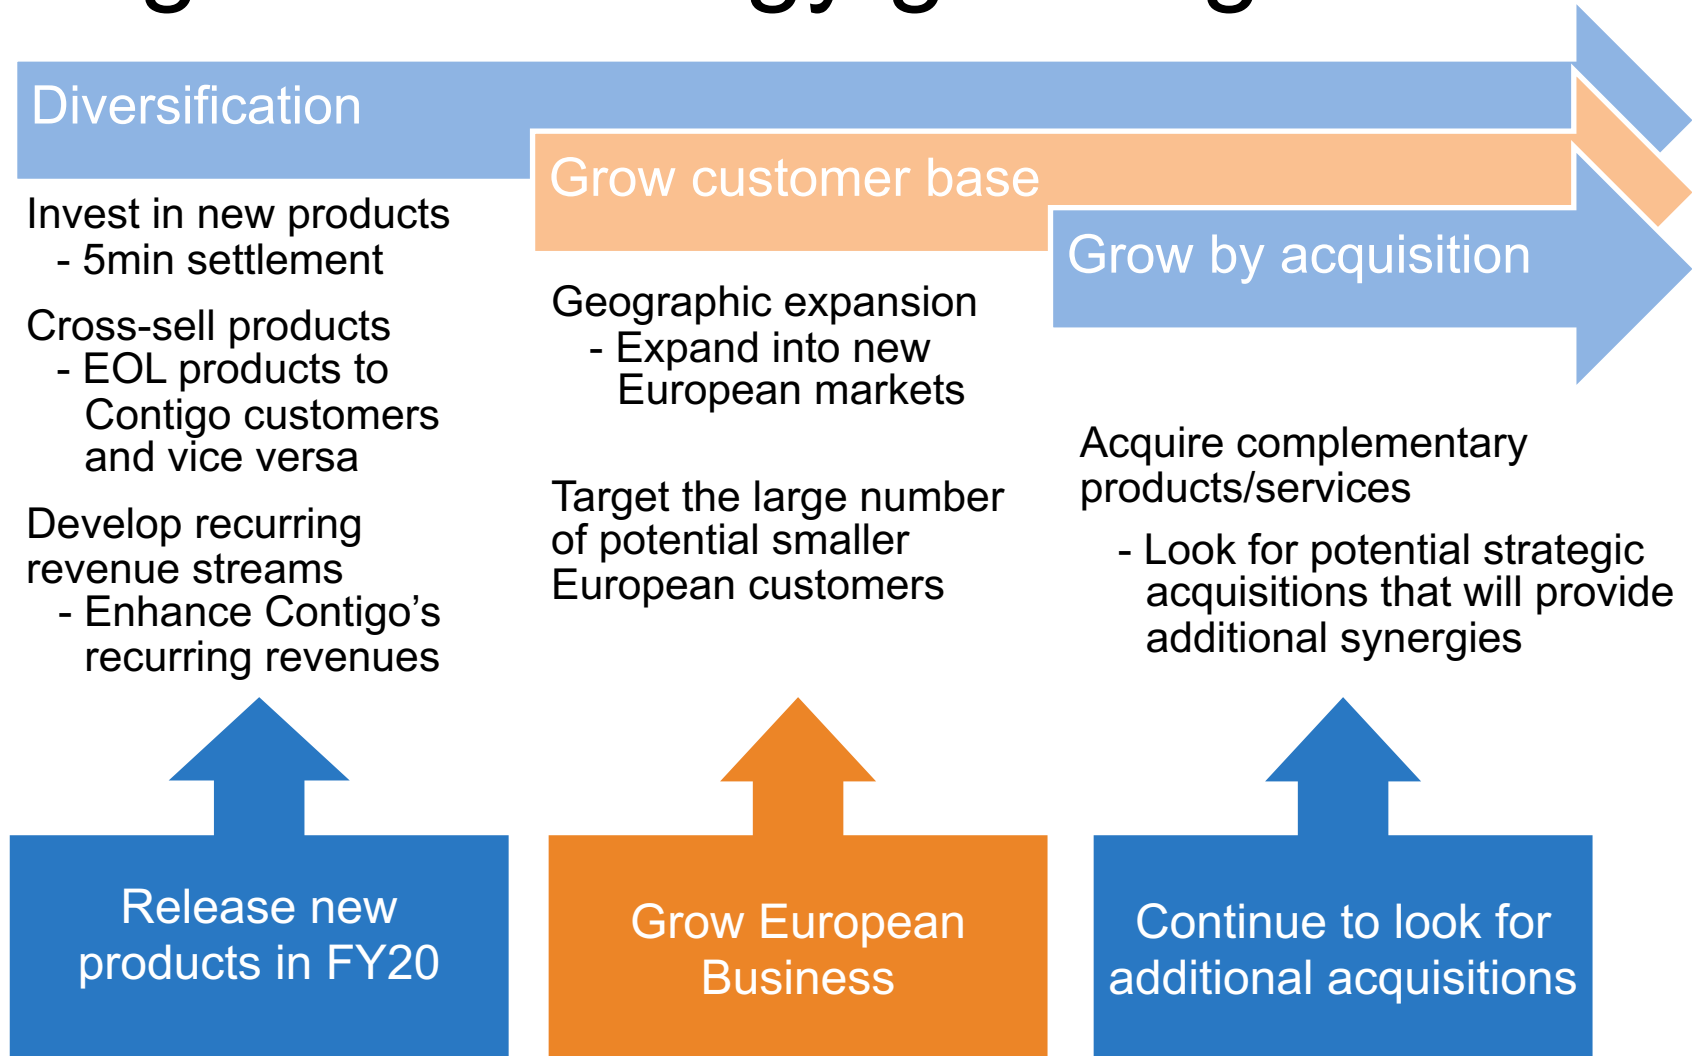 Diversification
Invest in new products
- 5min settlement
Cross-sell products
- EOL products to
Contigo customers
and vice versa
Develop recurring
revenue streams
- Enhance Contigo’s
recurring revenues
Release new
products in FY20
Grow customer base
Geographic expansion
- Expand into new
European markets
Target the large number
of potential smaller
European customers
Grow European
Business
Grow by acquisition
Acquire complementary
products/services
- Look for potential strategic
acquisitions that will provide
additional synergies
Continue to look for
additional acquisitions